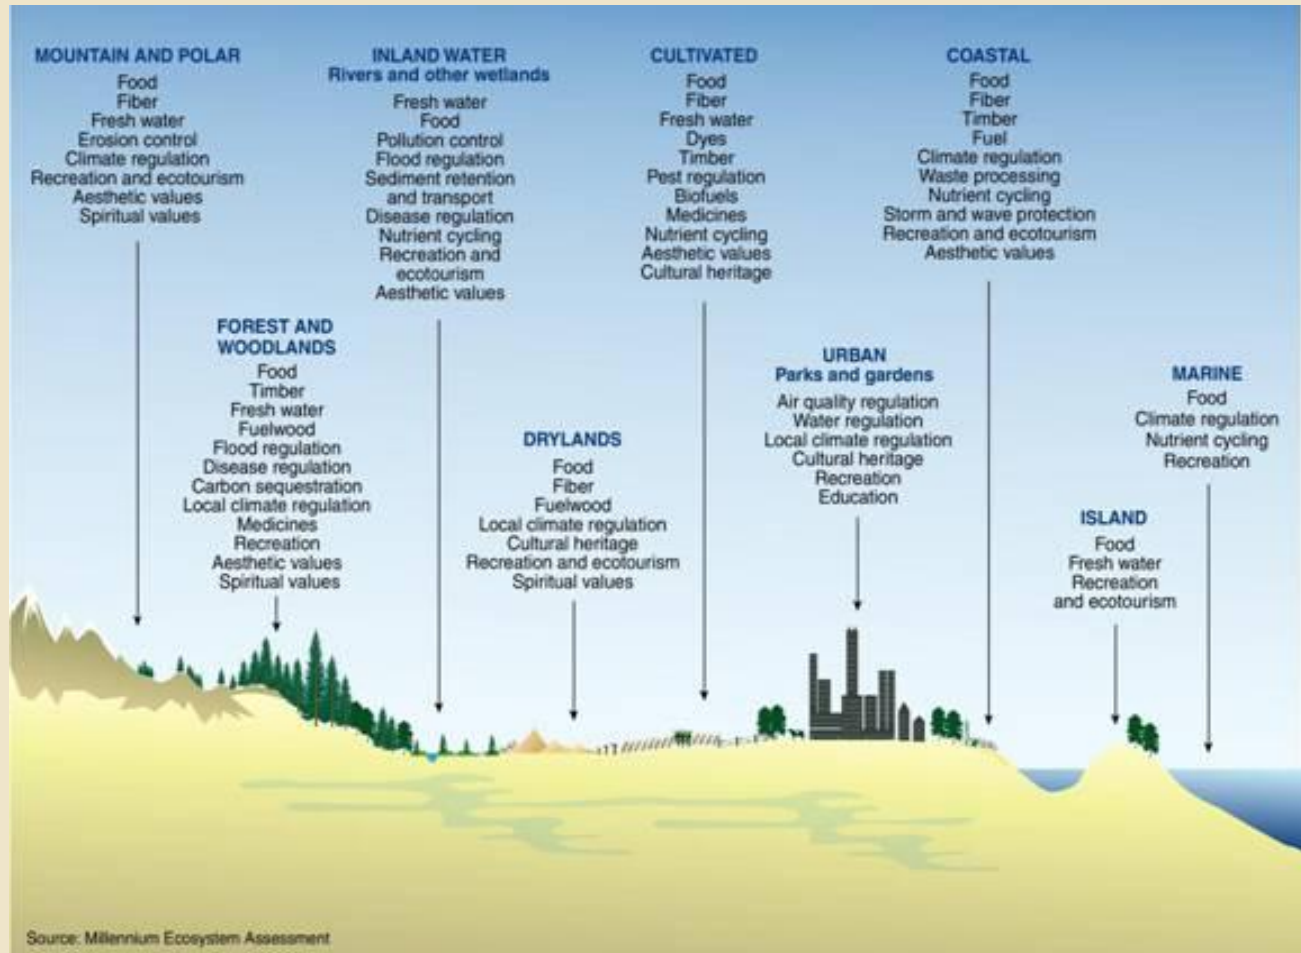 MOUNTAIN AND POLAR
Food
Fiber
Fresh water
Erosion control
Climate regulation
Recreation and ecotourism
Aesthetic values
Spiritual values
INLAND WATER
Rivers and other wetlands
Fresh water
Food
Pollution control
Flood regulation
Sediment retention
and transport
Disease regulation
Nutrient cycling
Recreation and
ecotourism
Aesthetic values
CULTIVATED
Food
Fiber
Fresh water
Dyes
Timber
Pest regulation
Biofuels
Medicines
Nutrient cycling
Aesthetic values
Cultural heritage
COASTAL
Food
Fiber
Timber
Fuel
Climate regulation
Waste processing
Nutrient cycling
Storm and wave protection
Recreation and ecotourism
Aesthetic values
FOREST AND
WOODLANDS
Food
Timber
Fresh water
Fuelwood
Flood regulation
Disease regulation
Carbon sequestration
Local climate regulation
Medicines
Recreation
Aesthetic values
Spiritual values
DRYLANDS
Food
Fiber
Fuelwood
Local climate regulation
Cultural heritage
Recreation and ecotourism
Spiritual values
URBAN
Parks and gardens
Air quality regulation
Water regulation
Local climate regulation
Cultural heritage
Recreation
Education
MARINE
Food
Climate regulation
Nutrient cycling
Recreation
ISLAND
Food
Fresh water
Recreation
and ecotourism
Source: Millennium Ecosystem Assessment